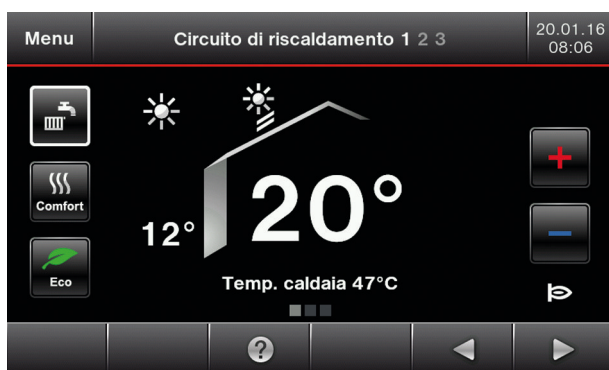 Menu
Circuito di riscaldamento 1 2 3
20.01.16
08:06
Comfort
Eco
12°
20°
+
−
Temp. caldaia 47°C
?